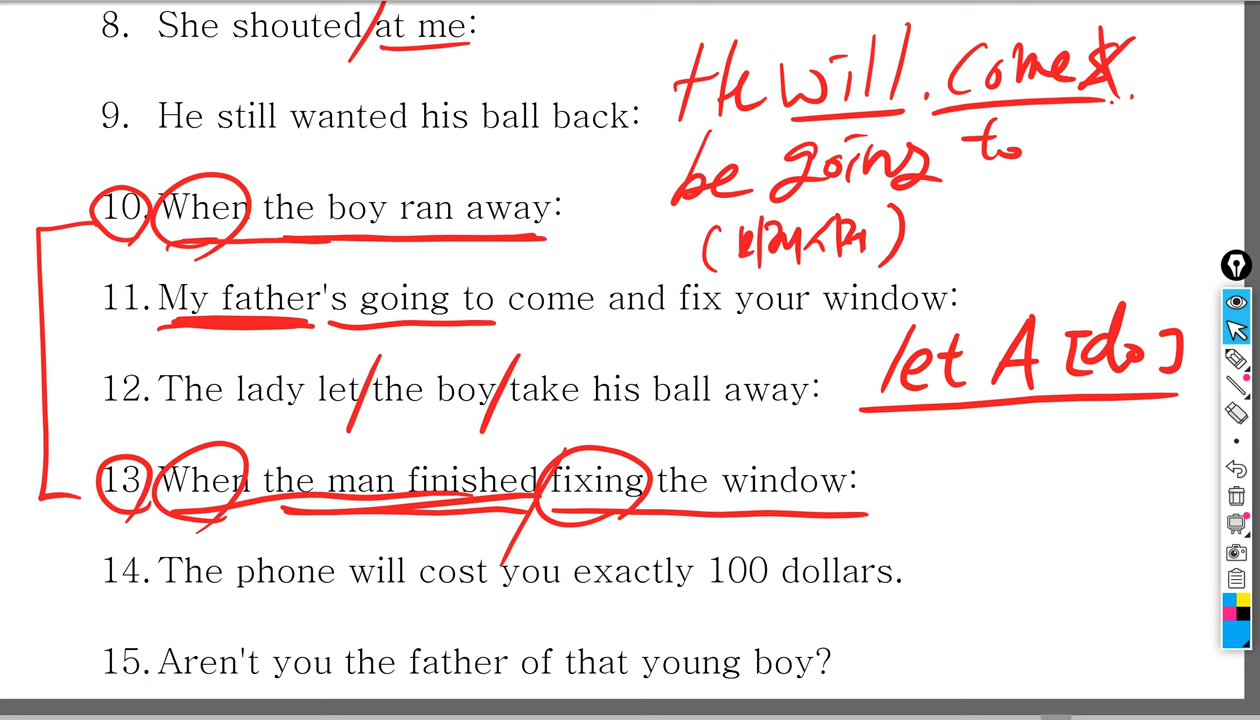 8. She shouted at me:
He will. come
9. He still wanted his ball back:
be going to
10. When the boy ran away:
11. My father's going to come and fix your window:
let A [do]
12. The lady let the boy take his ball away:
13. When the man finished fixing the window:
14. The phone will cost you exactly 100 dollars.
15. Aren't you the father of that young boy?